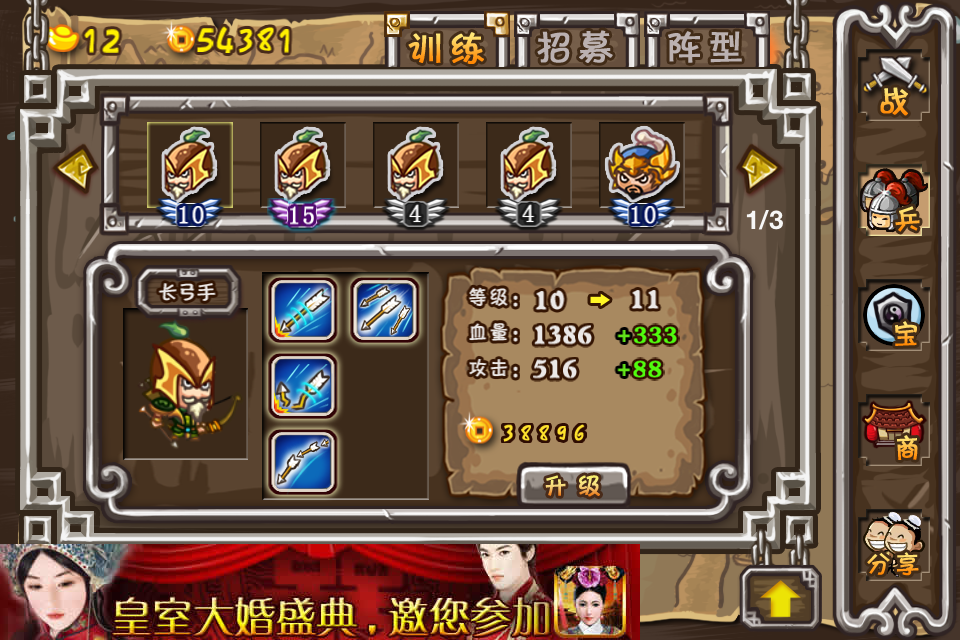 12
54381
训练
招募
阵型
10
15
4
4
10
1/3
长弓手
等级: 10 11
血量: 1386 +333
攻击: 516 +88
38896
升级
战
兵
宝
商
分享
皇室大婚盛典,邀您参加